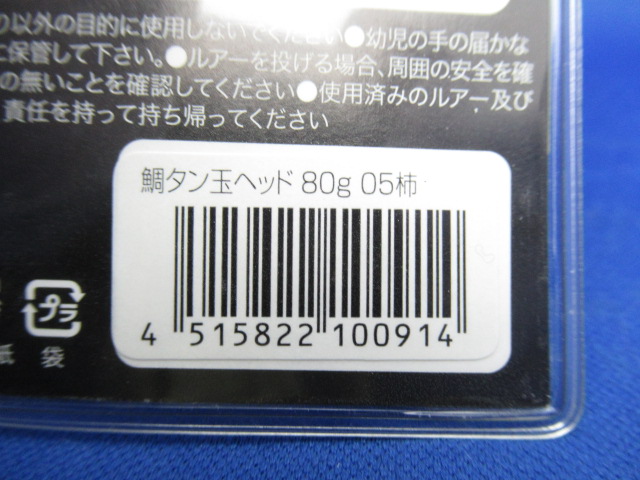 り以外の目的に使用しないでください●幼児の手の届かな
に保管して下さい。●ルアーを投げる場合、周囲の安全を確
の無いことを確認してください●使用済みのルアー及び
責任を持って持ち帰ってください
鯛タン玉ヘッド 80g 05柿
4 515822 100914
プラ
紙 袋